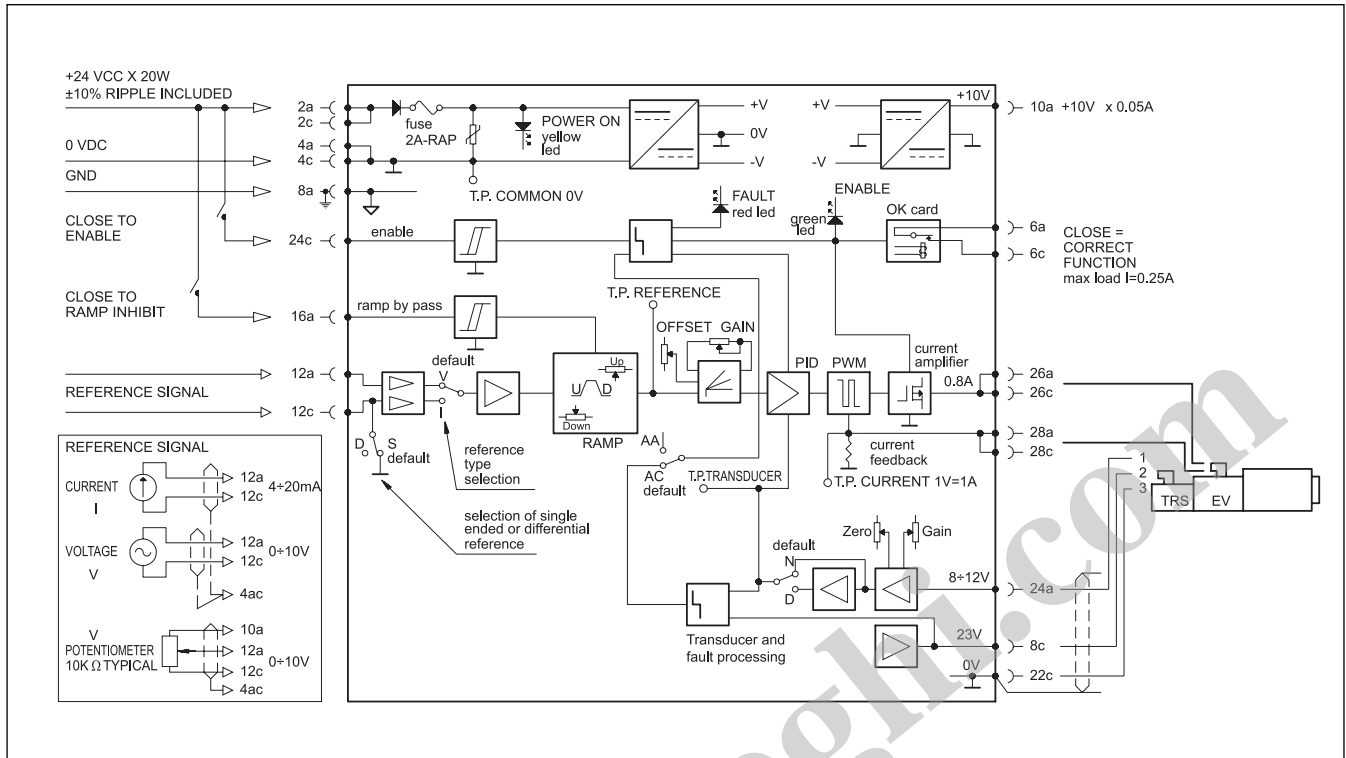 +24 VCC X 20W
±10% RIPPLE INCLUDED
0 VDC
GND
CLOSE TO
ENABLE
CLOSE TO
RAMP INHIBIT
REFERENCE SIGNAL
2a
2c
4a
4c
8a
24c
16a
12a
12c
fuse
2A-RAP
POWER ON
yellow
led
T.P. COMMON 0V
+V
0V
-V
+V
-V
+10V
10a +10V x 0.05A
enable
FAULT
red led
ENABLE
green
led
OK card
6a
6c
CLOSE =
CORRECT
FUNCTION
max load I=0.25A
ramp by pass
T.P. REFERENCE
OFFSET GAIN
default
V
I
Up
U D
Down
RAMP
PID
PWM
current
amplifier
0.8A
26a
26c
28a
28c
D
S
default
reference
type
selection
selection of single
ended or differential
reference
AA
AC
default
T.P.TRANSDUCER
current
feedback
T.P. CURRENT 1V=1A
1
2
3
TRS
EV
Zero
Gain
default
N
D
8÷12V
24a
Transducer and
fault processing
23V
8c
0V
22c
REFERENCE SIGNAL
CURRENT
I
12a
12c
4÷20mA
VOLTAGE
V
12a
12c
0÷10V
4ac
V
POTENTIOMETER
10K Ω TYPICAL
10a
12a
12c
0÷10V
4ac
oghi.com